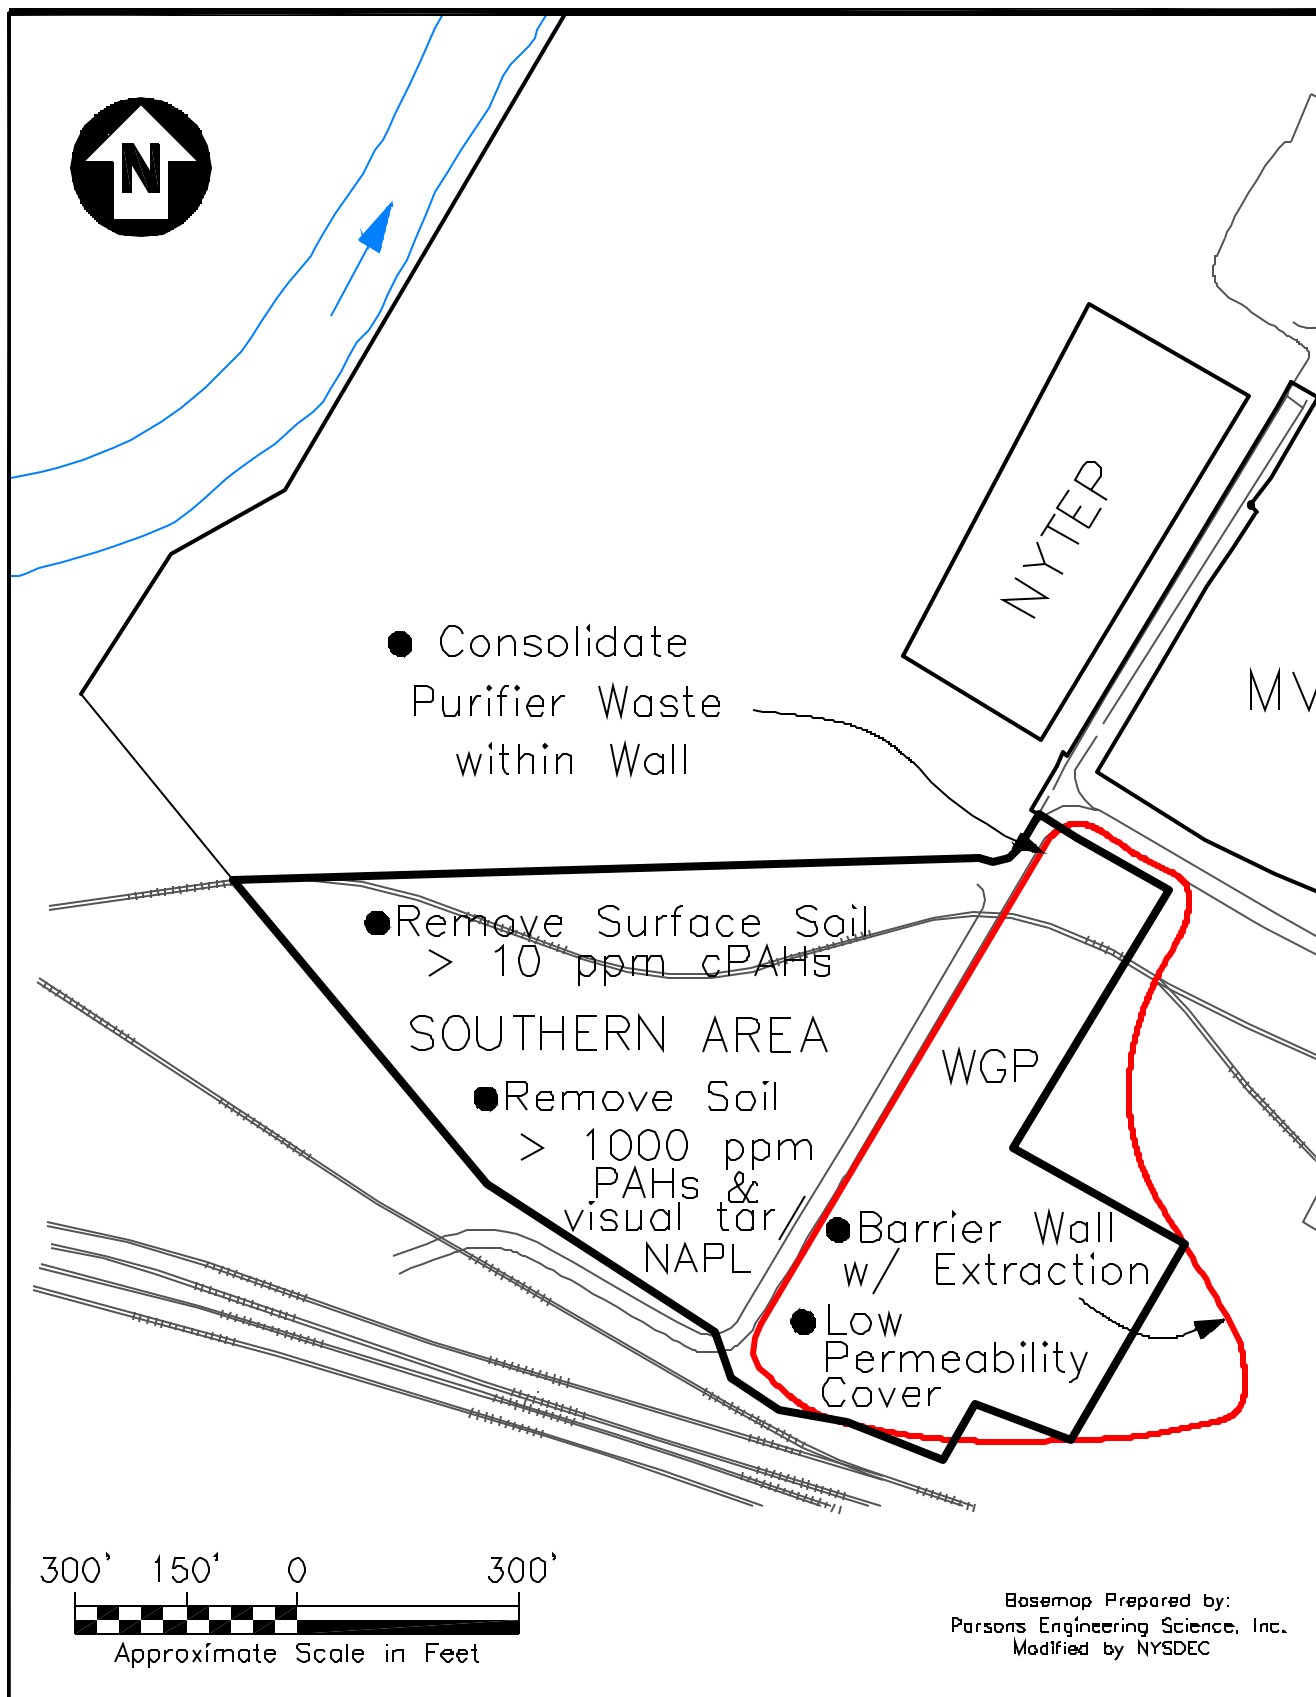 N
NYTEP
Consolidate
Purifier Waste
within Wall
MV
Remove Surface Soil
> 10 ppm cPAHs
SOUTHERN AREA
WGP
Remove Soil
> 1000 ppm
PAHs &
visual tar
NAPL
Barrier Wall
w/ Extraction
Low
Permeability
Cover
300' 150' 0 300'
Approximate Scale in Feet
Basemap Prepared by:
Parsons Engineering Science, Inc.
Modified by NYSDEC